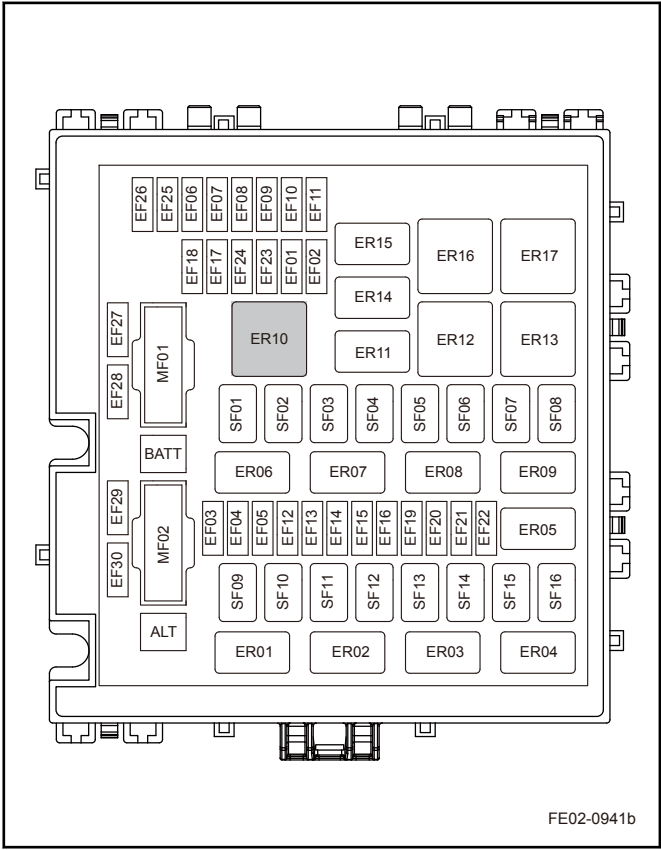 EF26 EF25 EF06 EF07 EF08 EF09 EF10 EF11
EF18 EF17 EF24 EF23 EF01 EF02
ER15
ER16
ER17
ER14
ER10
ER11
ER12
ER13
EF27
EF28
MF01
SF01 SF02 SF03 SF04 SF05 SF06 SF07 SF08
BATT
ER06 ER07 ER08 ER09
EF29
EF30
MF02
EF03 EF04 EF05 EF12 EF13 EF14 EF15 EF16 EF19 EF20 EF21 EF22
ER05
SF09 SF10 SF11 SF12 SF13 SF14 SF15 SF16
ALT
ER01 ER02 ER03 ER04
FE02-0941b